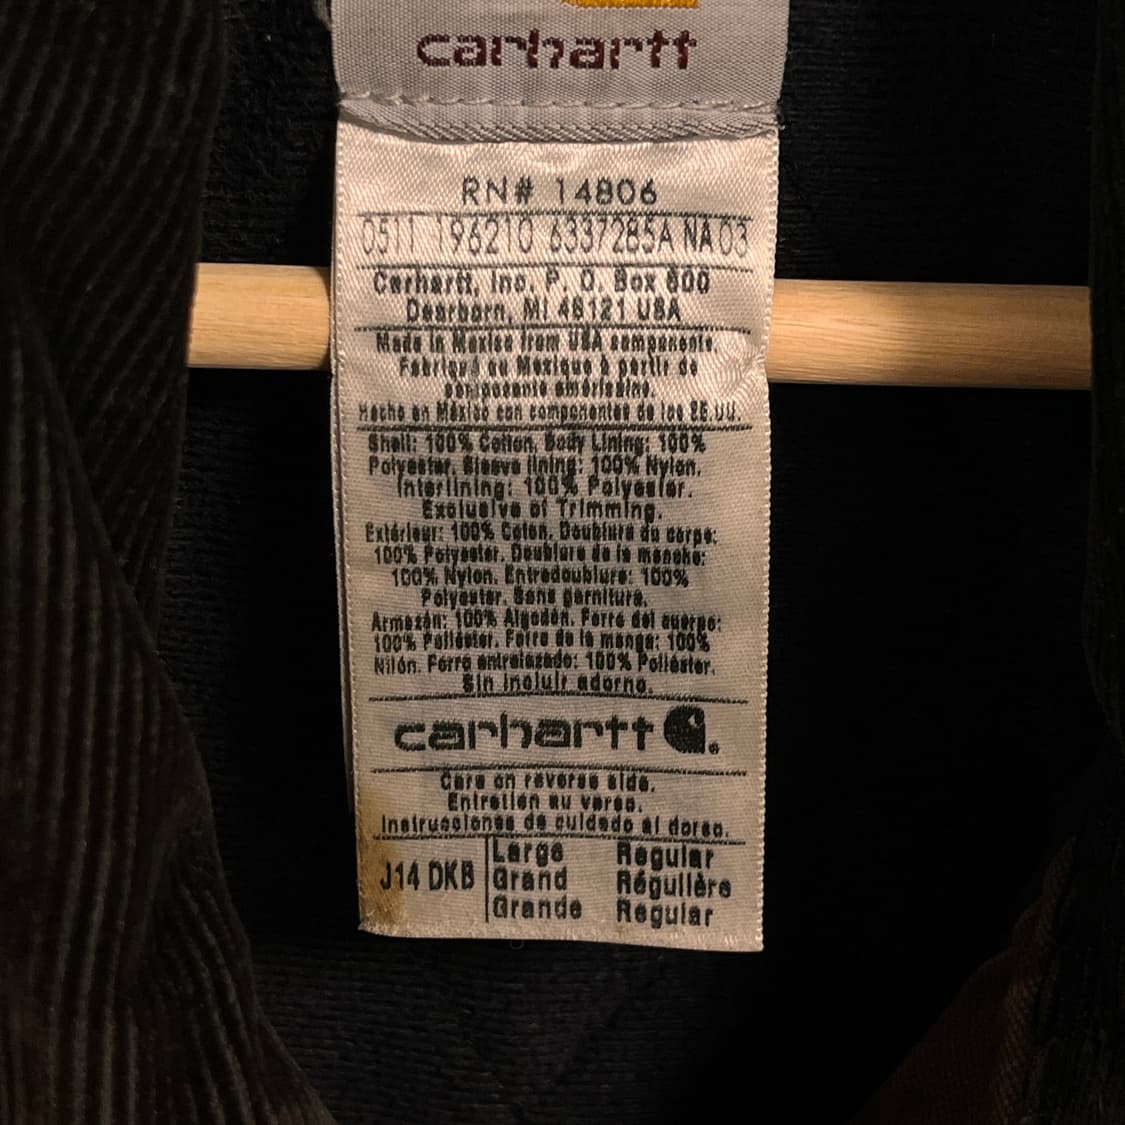 carhartt
RN# 14806
0511 196210 6337285A NA 03
Carhartt, Inc. P. O. Box 600
Dearborn, MI 48121 USA
Made in Mexico from USA components.
Fabriqué au Mexique à partir de
composants américains.
Hecho en México con componentes de los EE.UU.
Shell: 100% Cotton. Body Lining: 100%
Polyester. Sleeve lining: 100% Nylon.
Interlining: 100% Polyester.
Exclusive of Trimming.
Extérieur: 100% Coton. Doublure du corps:
100% Polyester. Doublure de la manche:
100% Nylon. Entredoublure: 100%
Polyester. Sans garniture.
Armazón: 100% Algodón. Forro del cuerpo:
100% Poliéster. Forro de la manga: 100%
Nilón. Forro entrelazado: 100% Poliéster.
Sin incluir adorno.
carhartt
Care on reverse side.
Entretien au verso.
Instrucciones de cuidado al dorso.
J14 DKB
Large Regular
Grand Régulière
Grande Regular